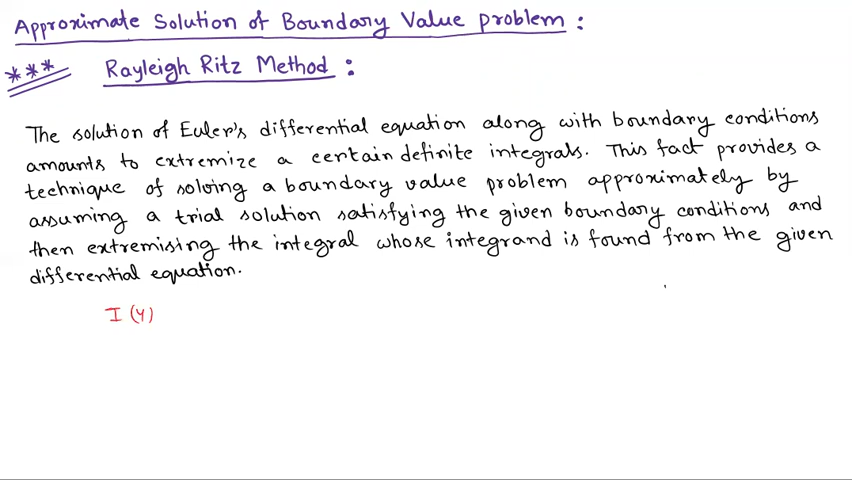 Approximate Solution of Boundary Value problem :
*** Rayleigh Ritz Method :
The solution of Euler's differential equation along with boundary conditions
amounts to extremize a certain definite integrals. This fact provides a
technique of solving a boundary value problem approximately by
assuming a trial solution satisfying the given boundary conditions and
then extremising the integral whose integrand is found from the given
differential equation.
I (y)